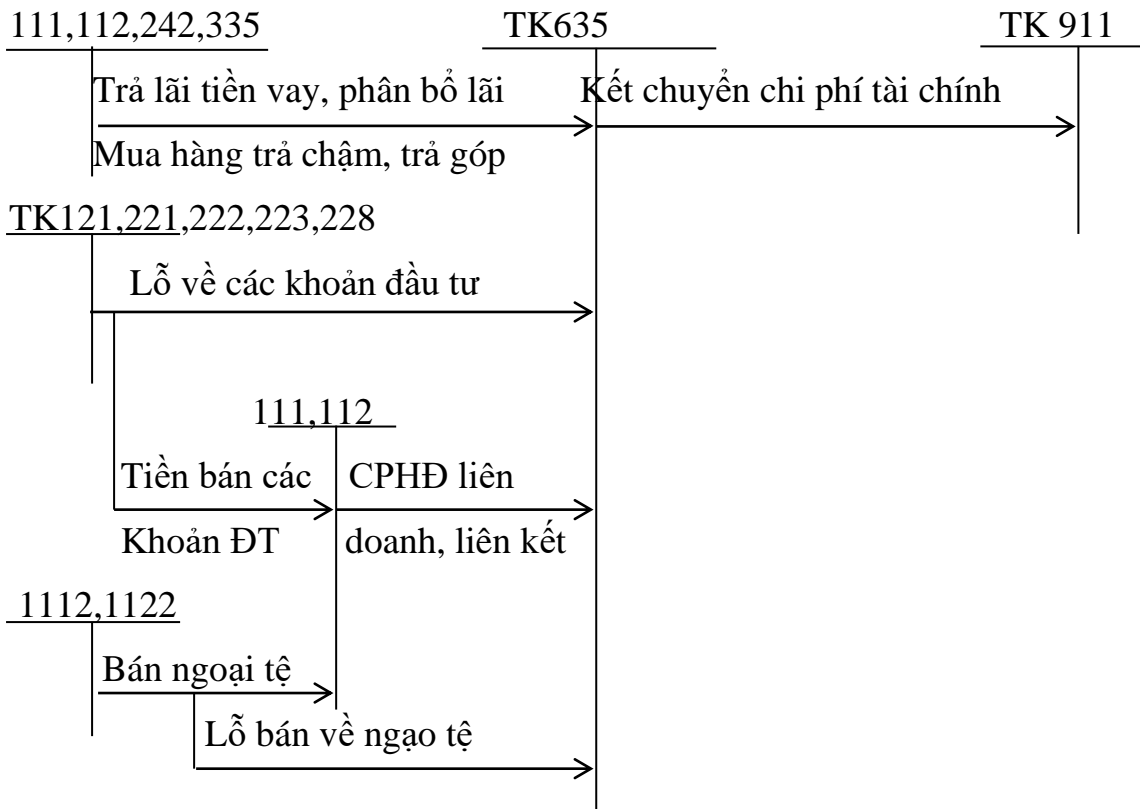 111,112,242,335 TK635 TK 911
Trả lãi tiền vay, phân bổ lãi Kết chuyển chi phí tài chính
Mua hàng trả chậm, trả góp
TK121,221,222,223,228
Lỗ về các khoản đầu tư
111,112
Tiền bán các CPHĐ liên
Khoản ĐT doanh, liên kết
1112,1122
Bán ngoại tệ
Lỗ bán về ngạo tệ